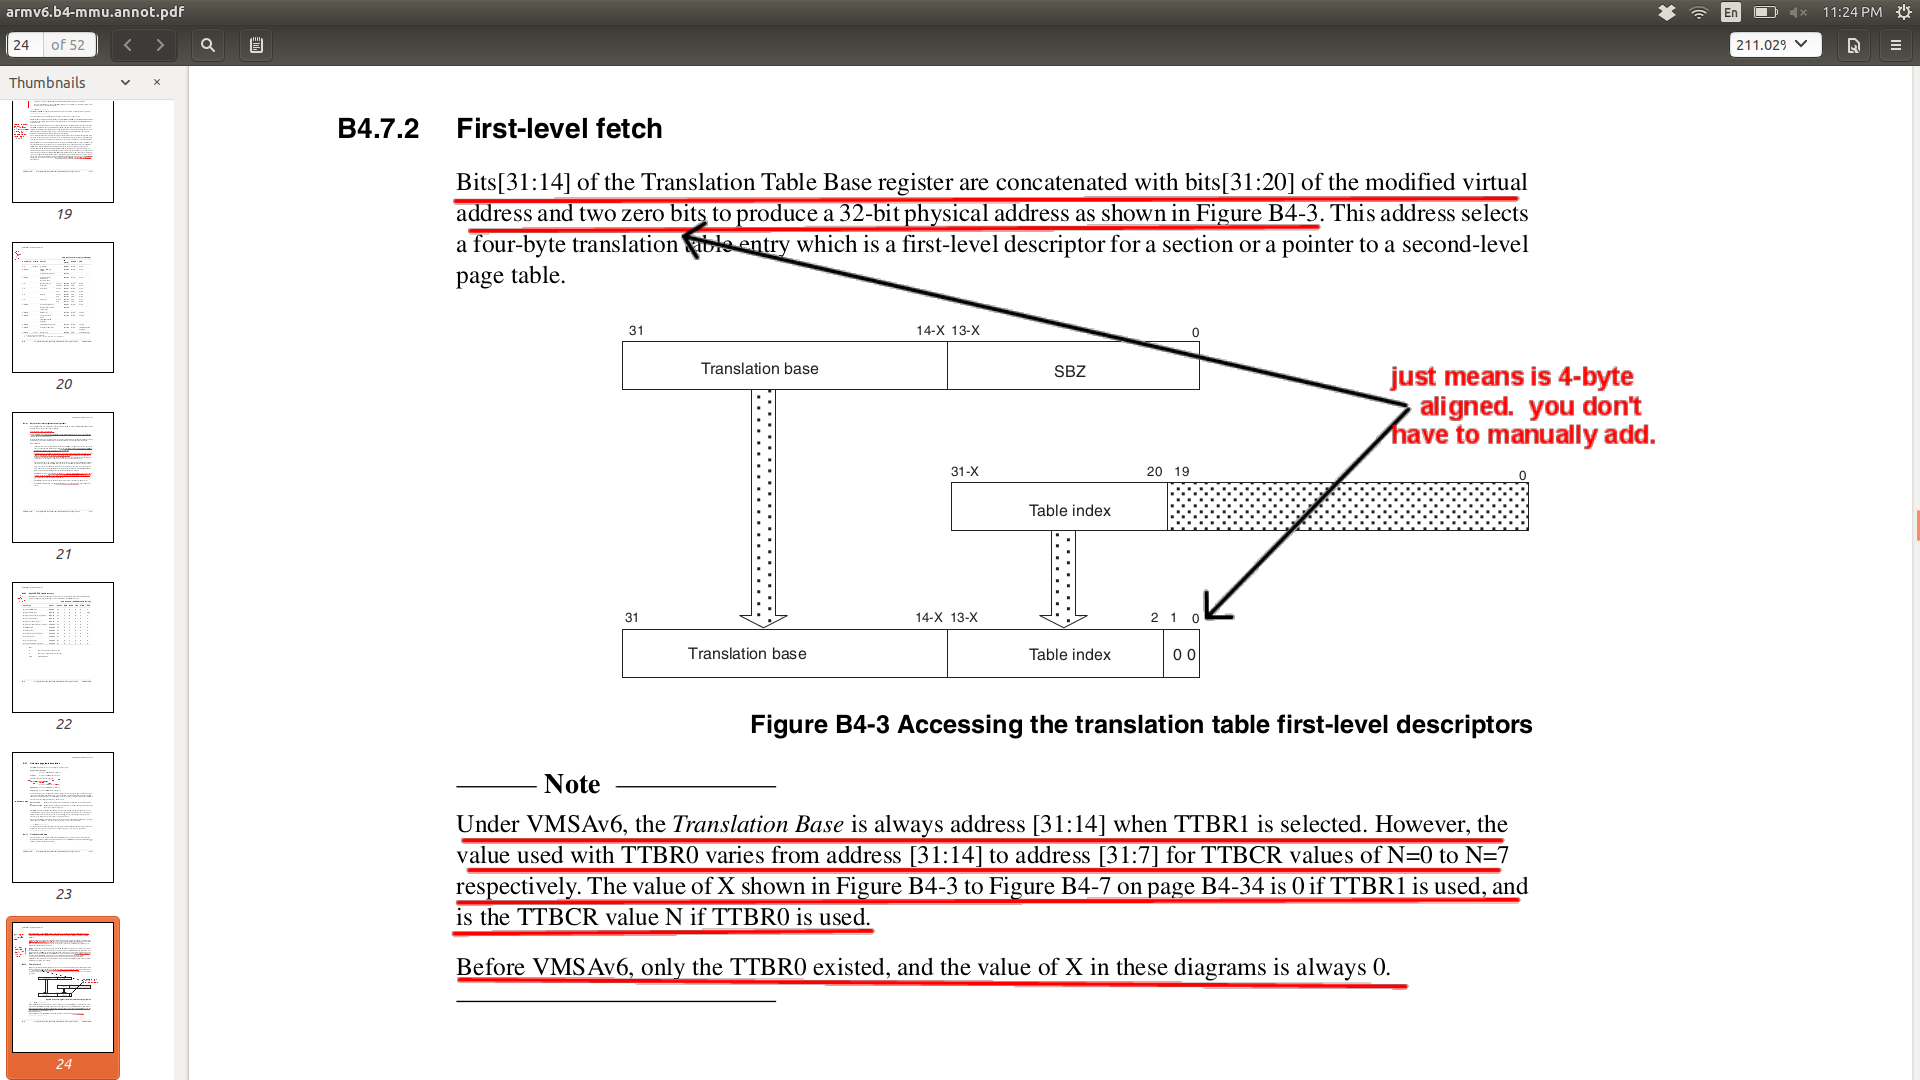 armv6.b4-mmu.annot.pdf
En
11:24 PM
24
of 52
211.02%
Thumbnails
19
20
21
22
23
24
B4.7.2 First-level fetch
Bits[31:14] of the Translation Table Base register are concatenated with bits[31:20] of the modified virtual
address and two zero bits to produce a 32-bit physical address as shown in Figure B4-3. This address selects
a four-byte translation table entry which is a first-level descriptor for a section or a pointer to a second-level
page table.
31 14-X 13-X 0
Translation base SBZ
just means is 4-byte
aligned. you don't
have to manually add.
31-X 20 19 0
Table index
31 14-X 13-X 2 1 0
Translation base Table index 0 0
Figure B4-3 Accessing the translation table first-level descriptors
Note
Under VMSAv6, the Translation Base is always address [31:14] when TTBR1 is selected. However, the
value used with TTBR0 varies from address [31:14] to address [31:7] for TTBCR values of N=0 to N=7
respectively. The value of X shown in Figure B4-3 to Figure B4-7 on page B4-34 is 0 if TTBR1 is used, and
is the TTBCR value N if TTBR0 is used.
Before VMSAv6, only the TTBR0 existed, and the value of X in these diagrams is always 0.